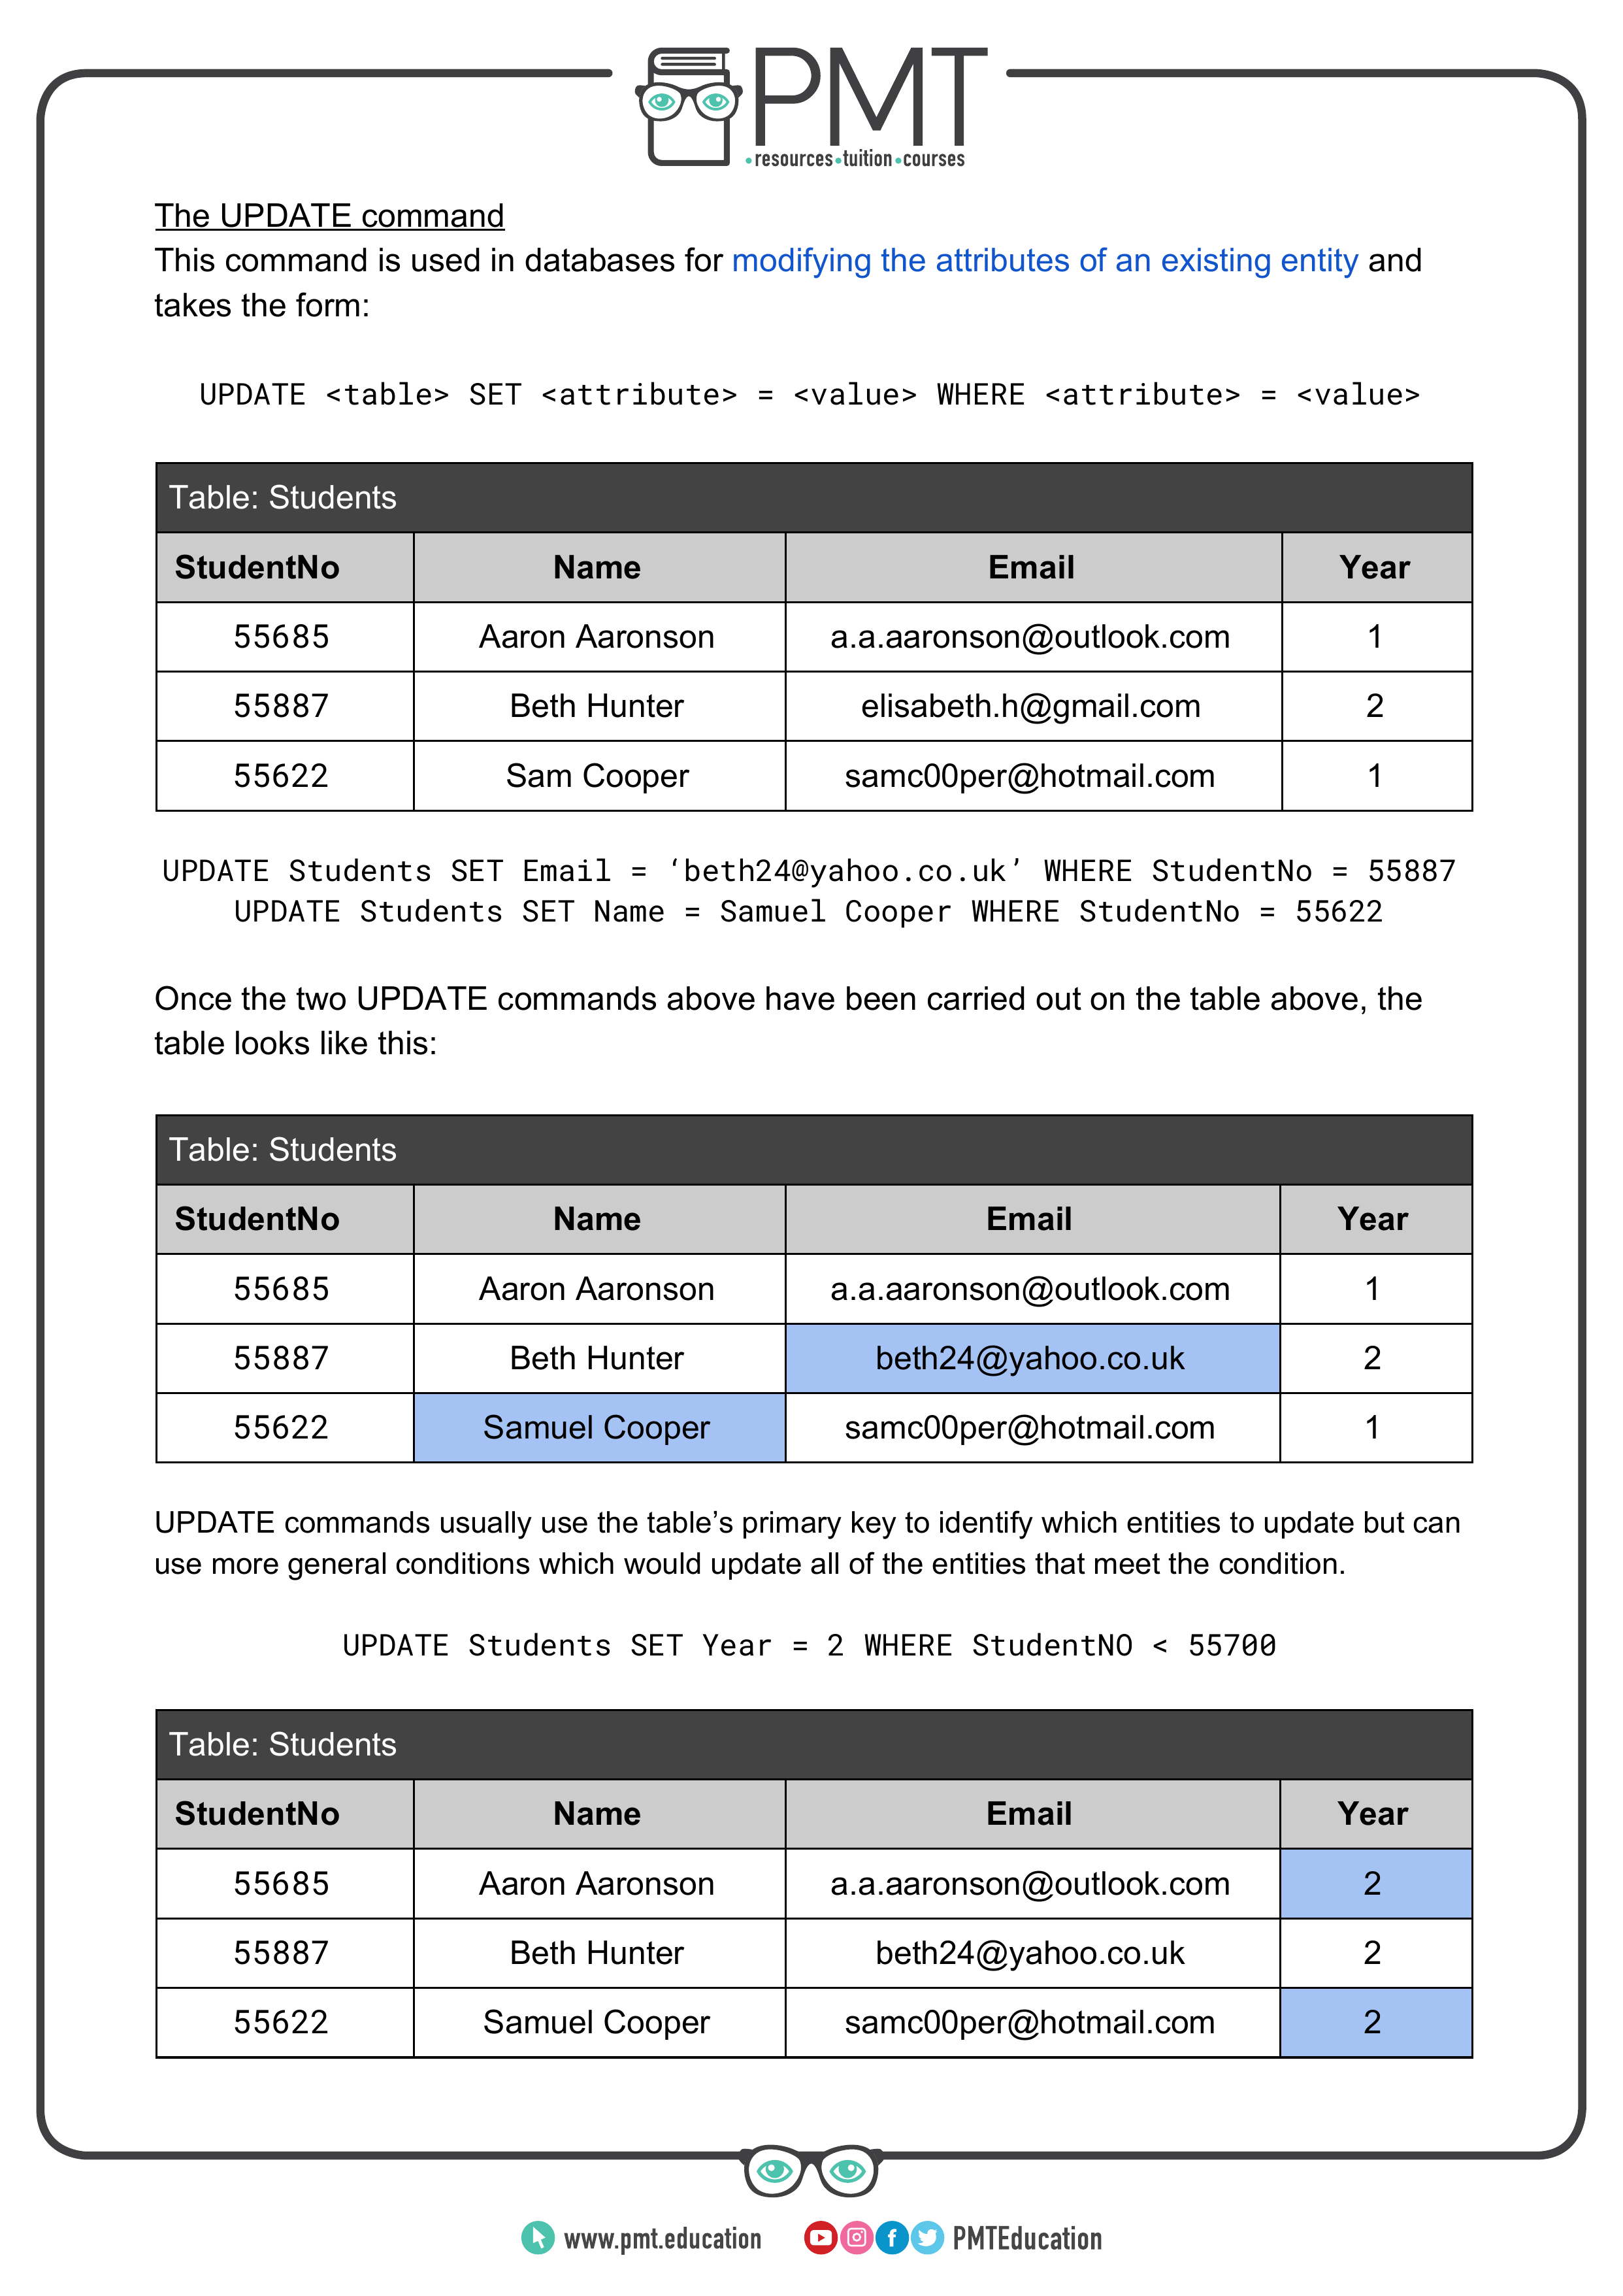 PMT
resources tuition courses
The UPDATE command
This command is used in databases for modifying the attributes of an existing entity and
takes the form:
UPDATE <table> SET <attribute> = <value> WHERE <attribute> = <value>
Table: Students
StudentNo Name Email Year
55685 Aaron Aaronson a.a.aaronson@outlook.com 1
55887 Beth Hunter elisabeth.h@gmail.com 2
55622 Sam Cooper samc00per@hotmail.com 1
UPDATE Students SET Email = ‘beth24@yahoo.co.uk’ WHERE StudentNo = 55887
UPDATE Students SET Name = Samuel Cooper WHERE StudentNo = 55622
Once the two UPDATE commands above have been carried out on the table above, the
table looks like this:
Table: Students
StudentNo Name Email Year
55685 Aaron Aaronson a.a.aaronson@outlook.com 1
55887 Beth Hunter beth24@yahoo.co.uk 2
55622 Samuel Cooper samc00per@hotmail.com 1
UPDATE commands usually use the table’s primary key to identify which entities to update but can
use more general conditions which would update all of the entities that meet the condition.
UPDATE Students SET Year = 2 WHERE StudentNO < 55700
Table: Students
StudentNo Name Email Year
55685 Aaron Aaronson a.a.aaronson@outlook.com 2
55887 Beth Hunter beth24@yahoo.co.uk 2
55622 Samuel Cooper samc00per@hotmail.com 2
www.pmt.education PMTEducation